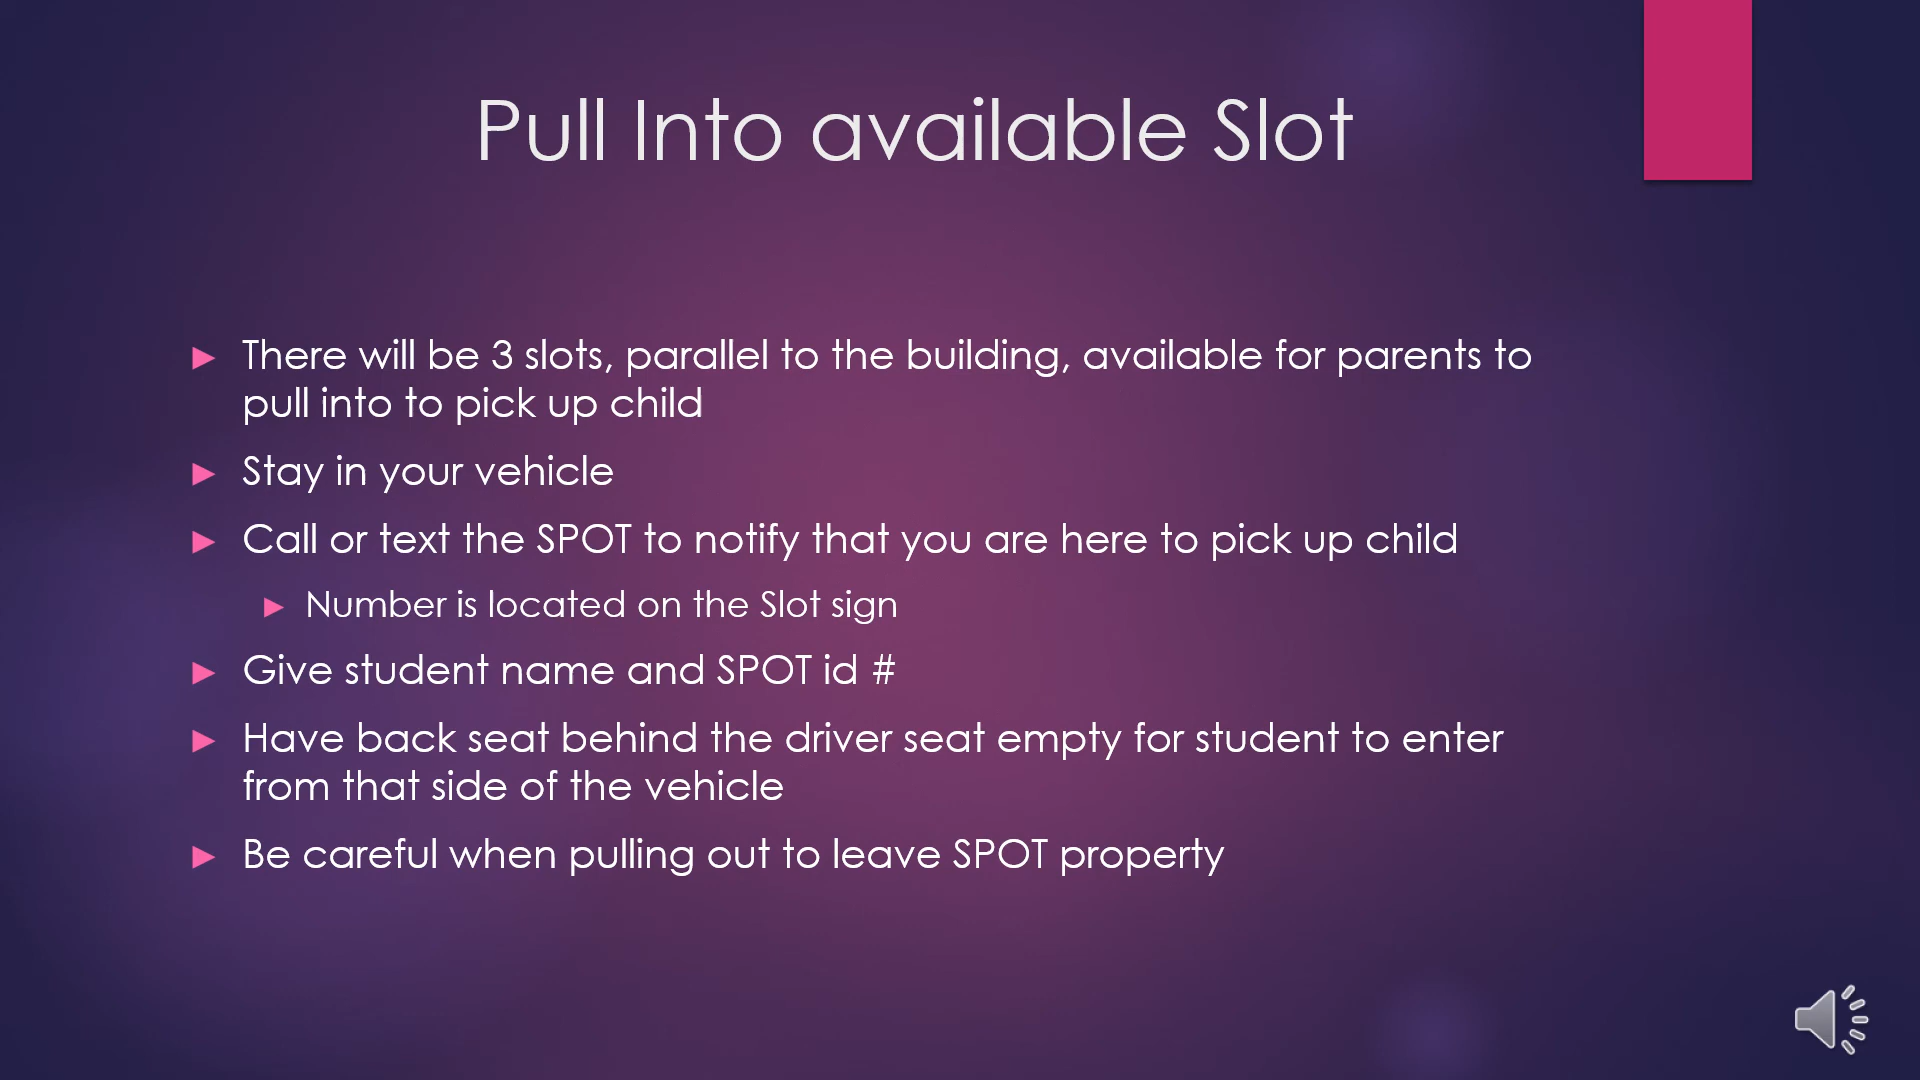 Pull Into available Slot
There will be 3 slots, parallel to the building, available for parents to
pull into to pick up child
Stay in your vehicle
Call or text the SPOT to notify that you are here to pick up child
Number is located on the Slot sign
Give student name and SPOT id #
Have back seat behind the driver seat empty for student to enter
from that side of the vehicle
Be careful when pulling out to leave SPOT property